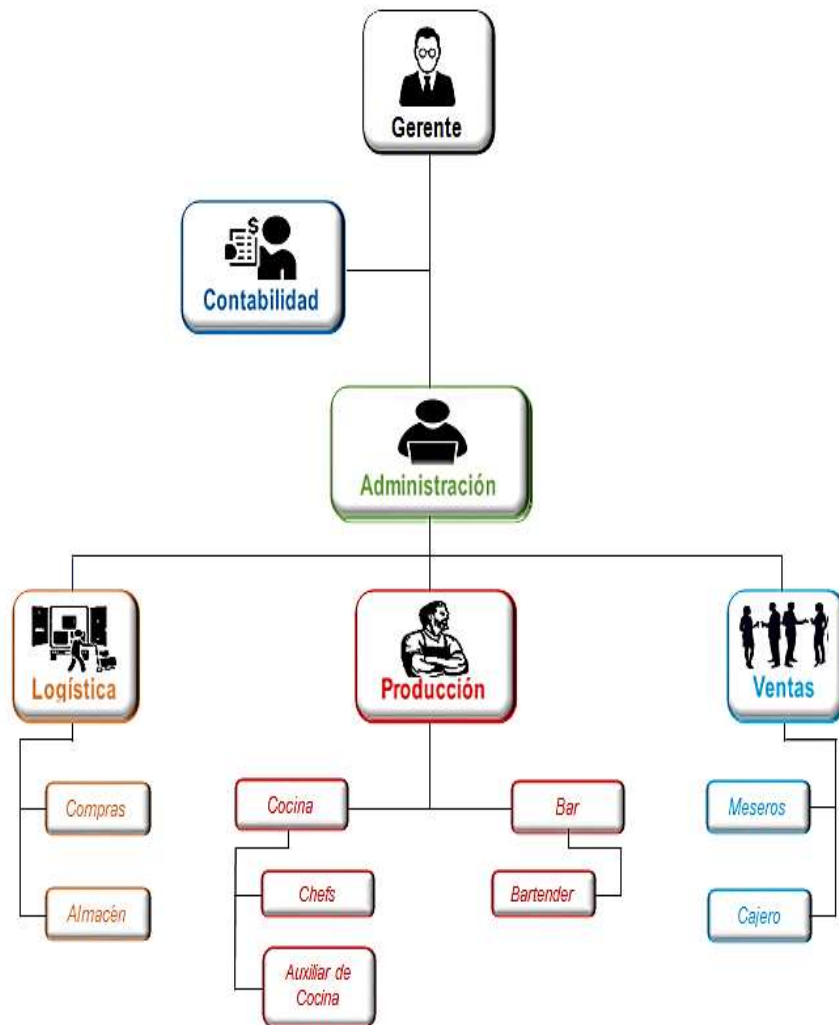 Gerente
Contabilidad
Administración
Logística
Producción
Ventas
Compras
Cocina
Bar
Meseros
Almacén
Chefs
Bartender
Cajero
Auxiliar de
Cocina